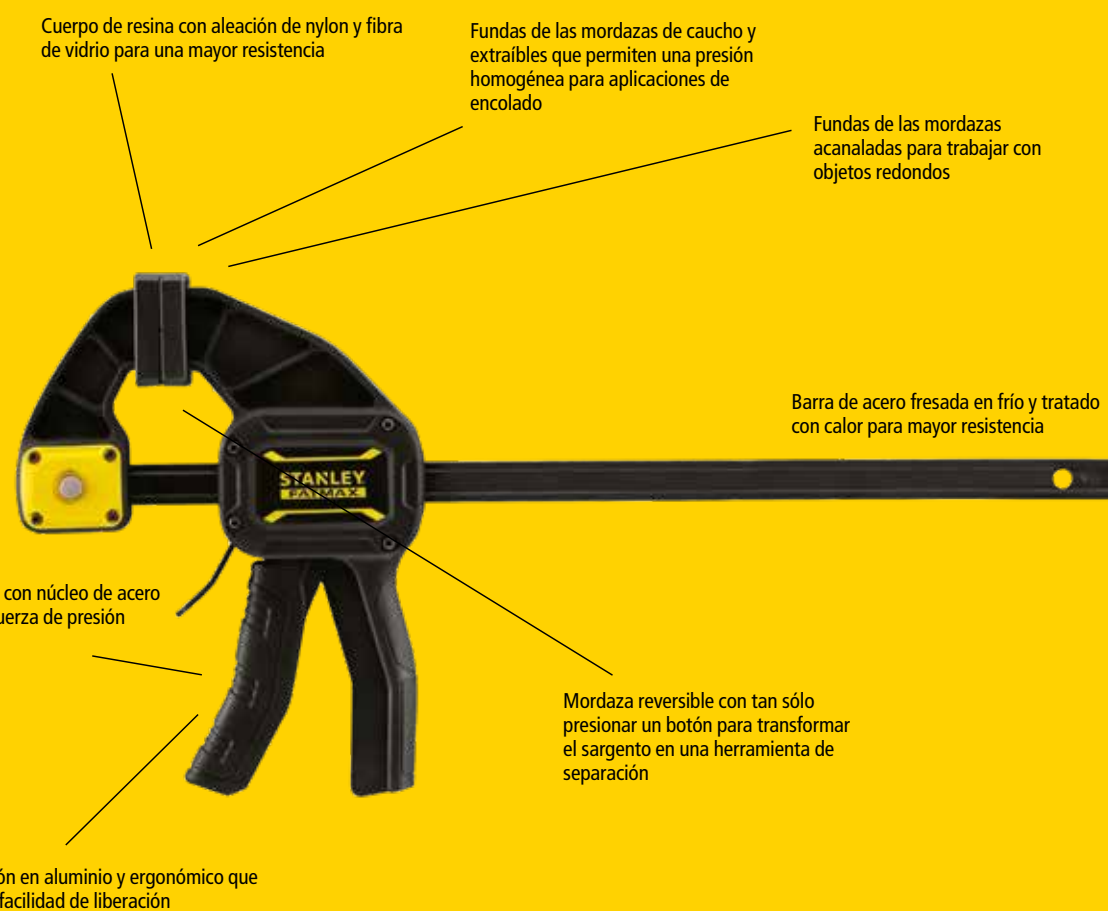 Cuerpo de resina con aleación de nylon y fibra
de vidrio para una mayor resistencia
Fundas de las mordazas de caucho y
extraíbles que permiten una presión
homogénea para aplicaciones de
encolado
Fundas de las mordazas
acanaladas para trabajar con
objetos redondos
Barra de acero fresada en frío y tratado
con calor para mayor resistencia
STANLEY
FATMAX
con núcleo de acero
uerza de presión
Mordaza reversible con tan sólo
presionar un botón para transformar
el sargento en una herramienta de
separación
ón en aluminio y ergonómico que
facilidad de liberación